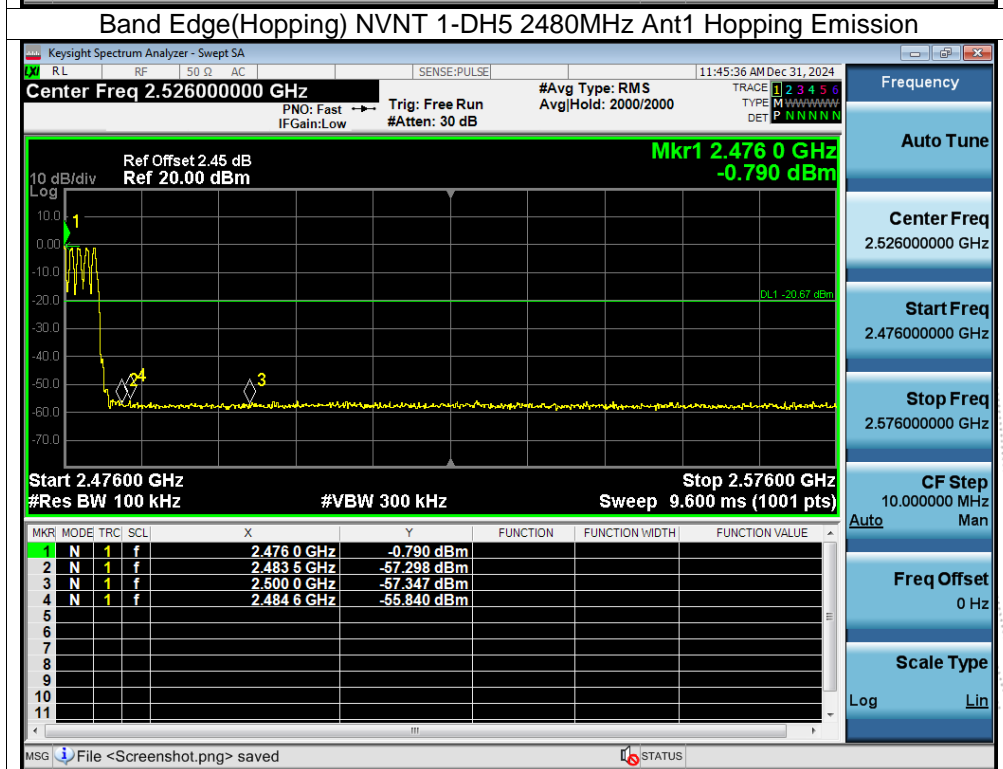 Band Edge(Hopping) NVNT 1-DH5 2480MHz Ant1 Hopping Emission
Keysight Spectrum Analyzer - Swept SA
LXI RL RF 50 Ω AC SENSE:PULSE 11:45:36 AM Dec 31, 2024
Center Freq 2.526000000 GHz #Avg Type: RMS TRACE 1 2 3 4 5 6
PNO: Fast Trig: Free Run Avg|Hold: 2000/2000 TYPE M WWWWW
IFGain:Low #Atten: 30 dB DET P N N N N N
Mkr1 2.476 0 GHz
Ref Offset 2.45 dB
10 dB/div Ref 20.00 dBm -0.790 dBm
Log
10.0
1
0.00
-10.0
-20.0
DL1 -20.67 dBm
-30.0
-40.0
-50.0
2 4 3
-60.0
-70.0
Start 2.47600 GHz Stop 2.57600 GHz
#Res BW 100 kHz #VBW 300 kHz Sweep 9.600 ms (1001 pts)
MKR MODE TRC SCL X Y FUNCTION FUNCTION WIDTH FUNCTION VALUE
1 N 1 f 2.476 0 GHz -0.790 dBm
2 N 1 f 2.483 5 GHz -57.298 dBm
3 N 1 f 2.500 0 GHz -57.347 dBm
4 N 1 f 2.484 6 GHz -55.840 dBm
5
6
7
8
9
10
11
MSG File <Screenshot.png> saved STATUS
Frequency
Auto Tune
Center Freq
2.526000000 GHz
Start Freq
2.476000000 GHz
Stop Freq
2.576000000 GHz
CF Step
10.000000 MHz
Auto Man
Freq Offset
0 Hz
Scale Type
Log Lin